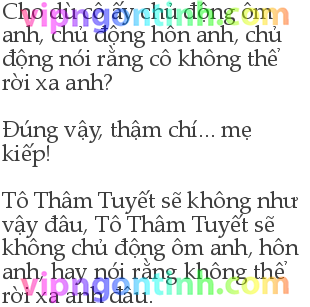 Cho dù cô ấy chủ động ôm
anh, chủ động hôn anh, chủ
động nói rằng cô không thể
rời xa anh?
Đúng vậy, thậm chí... mẹ
kiếp!
Tô Thâm Tuyết sẽ không như
vậy đâu, Tô Thâm Tuyết sẽ
không chủ động ôm anh, hôn
anh, hay nói rằng không thể
rời xa anh đâu.
vipngontinh.com
vipngontinh.com